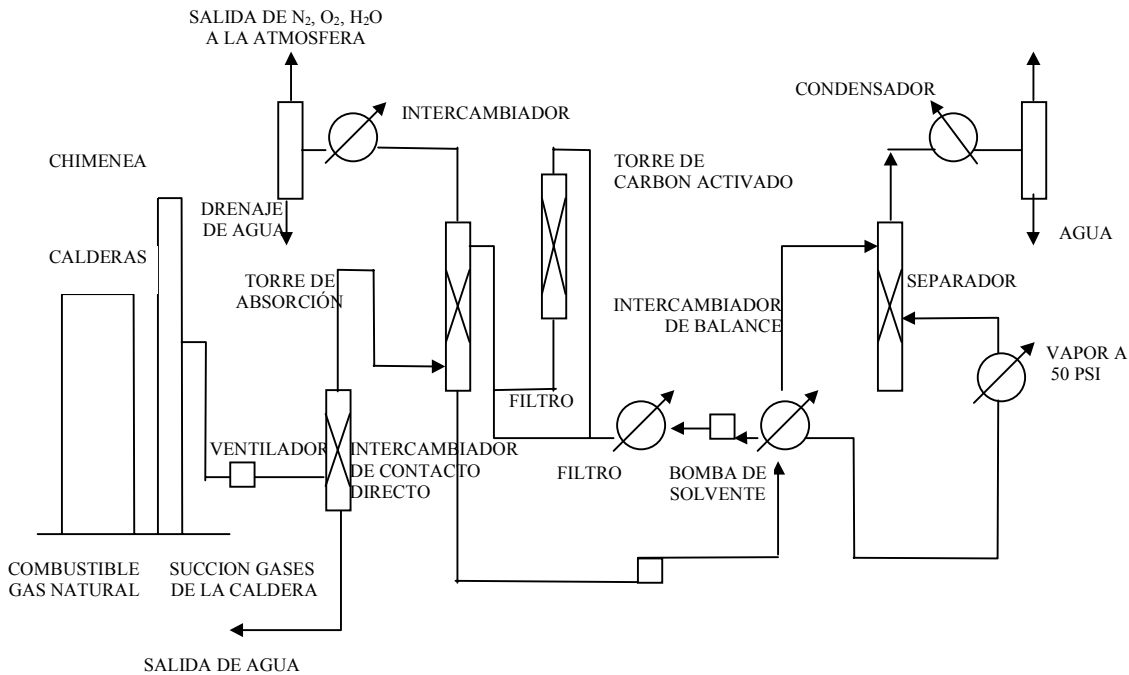 SALIDA DE N₂, O₂, H₂O
A LA ATMOSFERA
INTERCAMBIADOR
CONDENSADOR
CHIMENEA
TORRE DE
CARBON ACTIVADO
DRENAJE
DE AGUA
AGUA
CALDERAS
TORRE DE
ABSORCIÓN
INTERCAMBIADOR
DE BALANCE
SEPARADOR
VAPOR A
50 PSI
FILTRO
VENTILADOR
INTERCAMBIADOR
DE CONTACTO
DIRECTO
FILTRO
BOMBA DE
SOLVENTE
COMBUSTIBLE
GAS NATURAL
SUCCION GASES
DE LA CALDERA
SALIDA DE AGUA